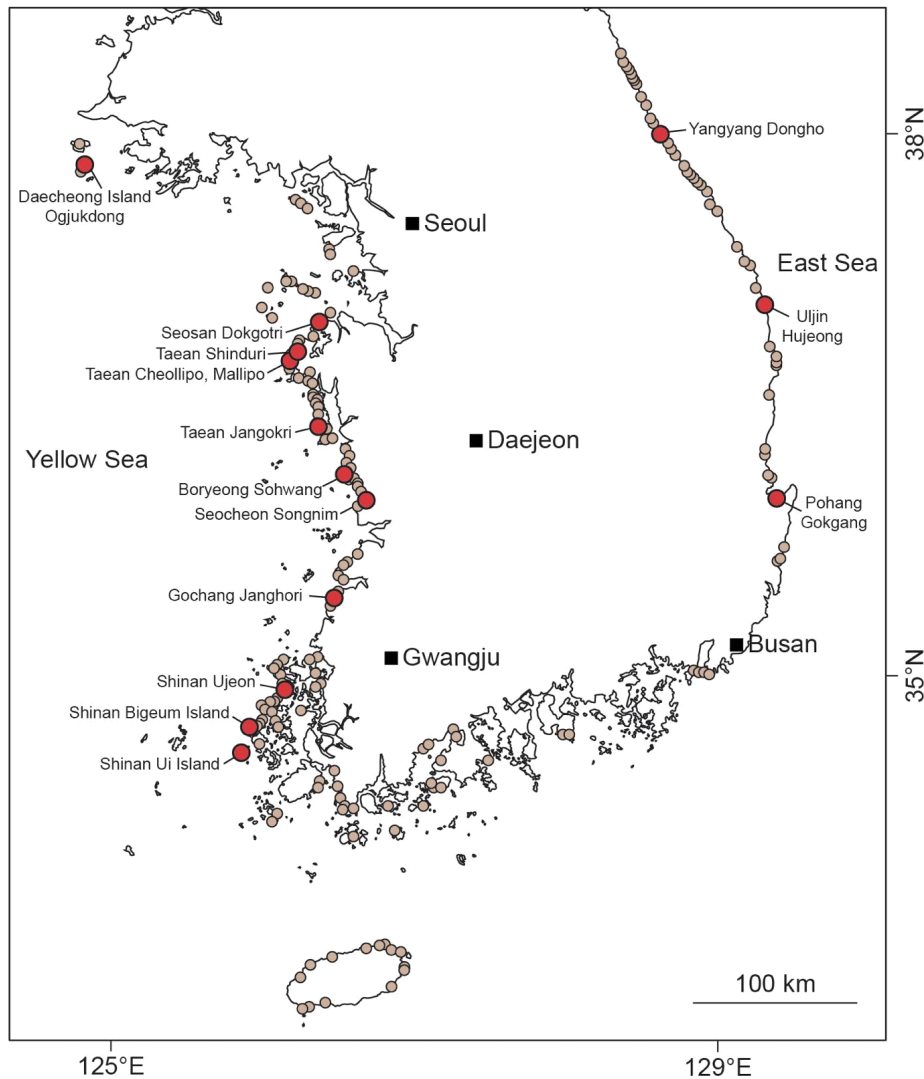 38°N
Yangyang Dongho
Daecheong Island
Ogjukdong
Seoul
East Sea
Uljin
Hujeong
Seosan Dokgotri
Taean Shinduri
Taean Cheollipo, Mallipo
Taean Jangokri
Daejeon
Yellow Sea
Boryeong Sohwang
Seocheon Songnim
Pohang
Gokgang
Gochang Janghori
Busan
Gwangju
35°N
Shinan Ujeon
Shinan Bigeum Island
Shinan Ui Island
100 km
125°E
129°E